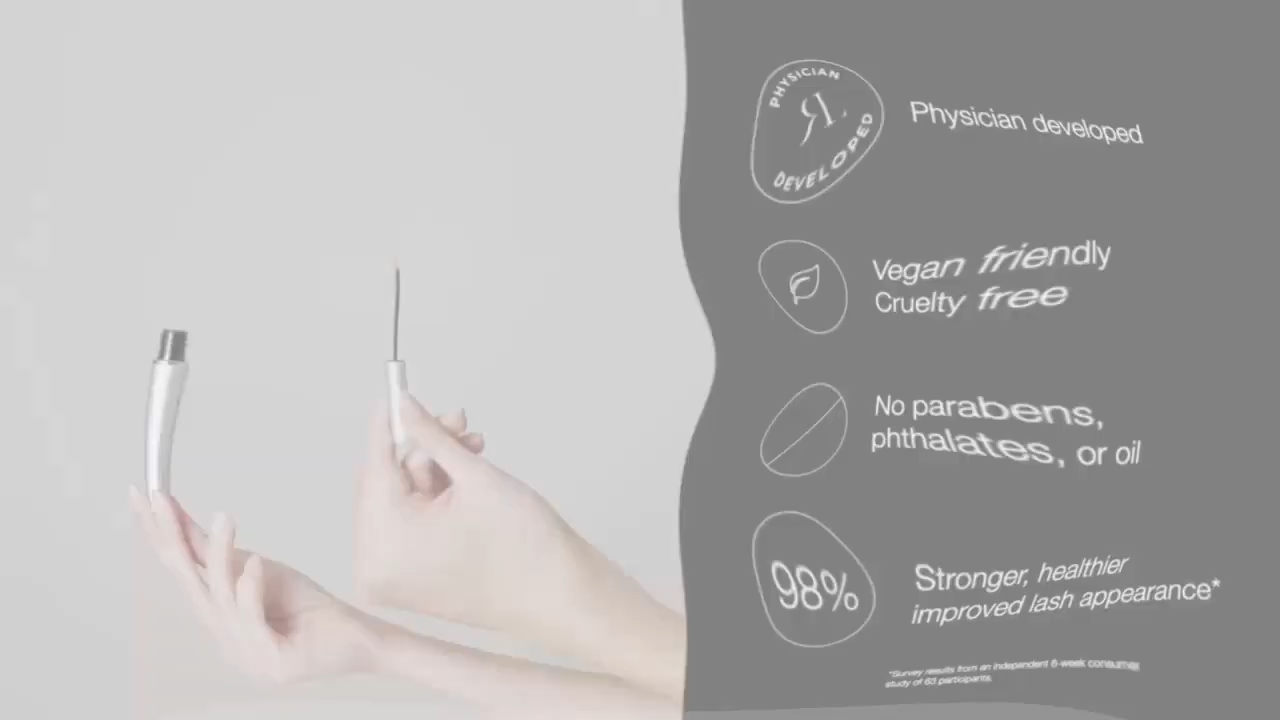 PHYSICIAN
RL
DEVELOPED
Physician developed
Vegan friendly
Cruelty free
No parabens,
phthalates, or oil
98%
Stronger, healthier
improved lash appearance*
*Survey results from an independent 6-week consumer
study of 63 participants.